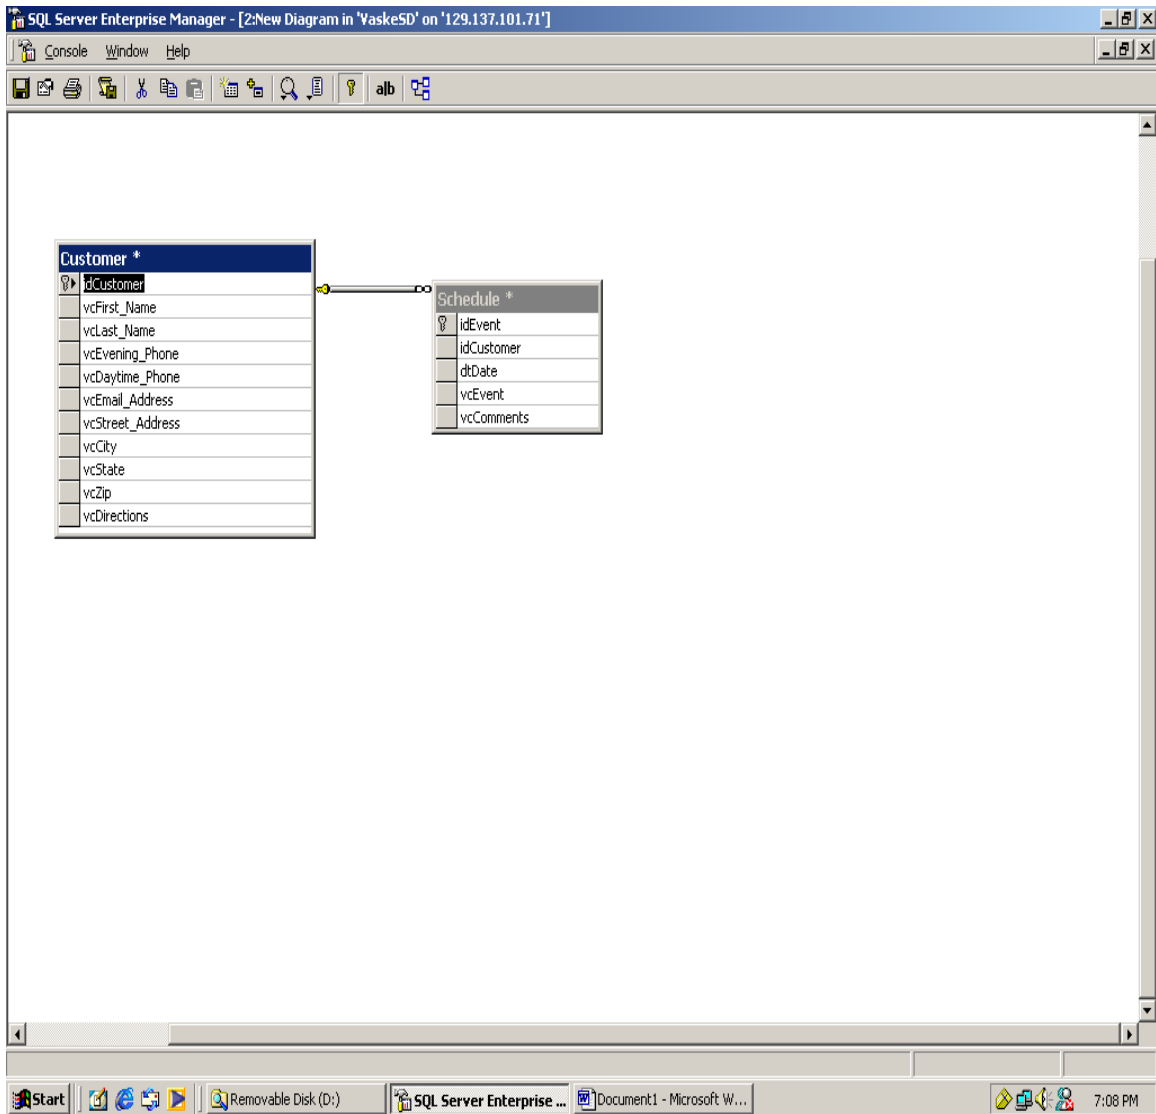 SQL Server Enterprise Manager - [2:New Diagram in 'VaskeSD' on '129.137.101.71']
Console Window Help
a|b
Customer *
idCustomer
vcFirst_Name
vcLast_Name
vcEvening_Phone
vcDaytime_Phone
vcEmail_Address
vcStreet_Address
vcCity
vcState
vcZip
vcDirections
Schedule *
idEvent
idCustomer
dtDate
vcEvent
vcComments
Start Removable Disk (D:) SQL Server Enterprise ... Document1 - Microsoft W... 7:08 PM